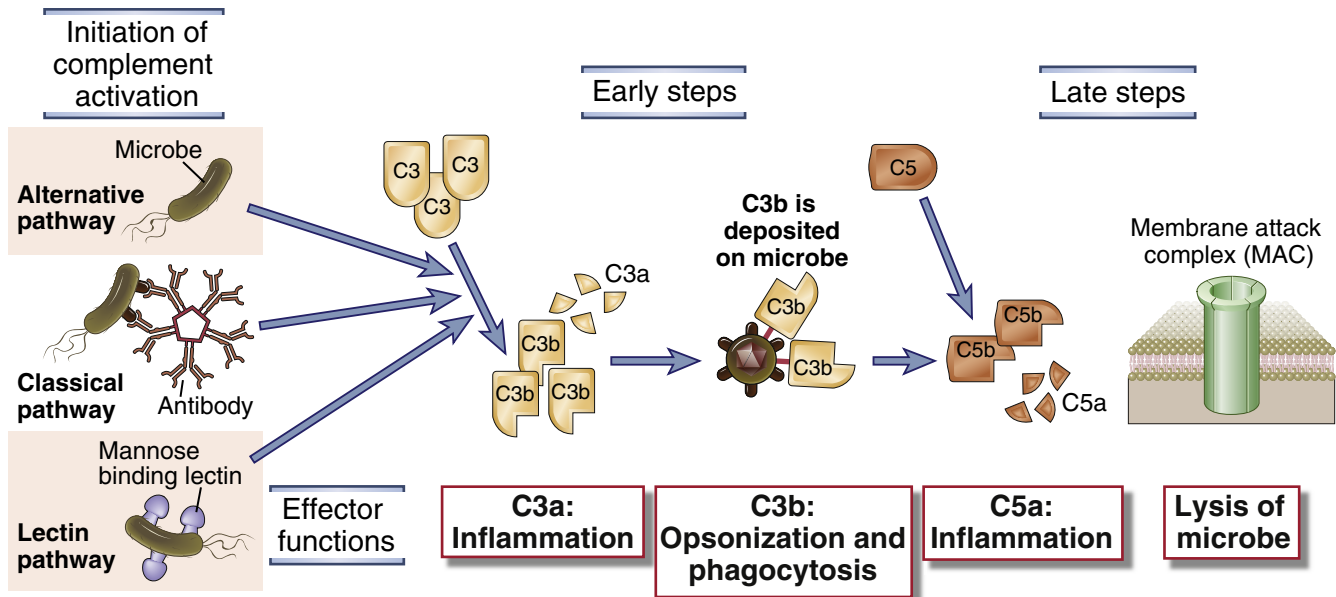 Initiation of
complement
activation
Early steps
Late steps
Microbe
Alternative
pathway
C3
C3
C3
C3a
C3b
C3b
C3b
C3b is
deposited
on microbe
C3b
C3b
C5
C5b
C5b
C5a
Membrane attack
complex (MAC)
Classical
pathway
Antibody
Mannose
binding lectin
Lectin
pathway
Effector
functions
C3a:
Inflammation
C3b:
Opsonization and
phagocytosis
C5a:
Inflammation
Lysis of
microbe